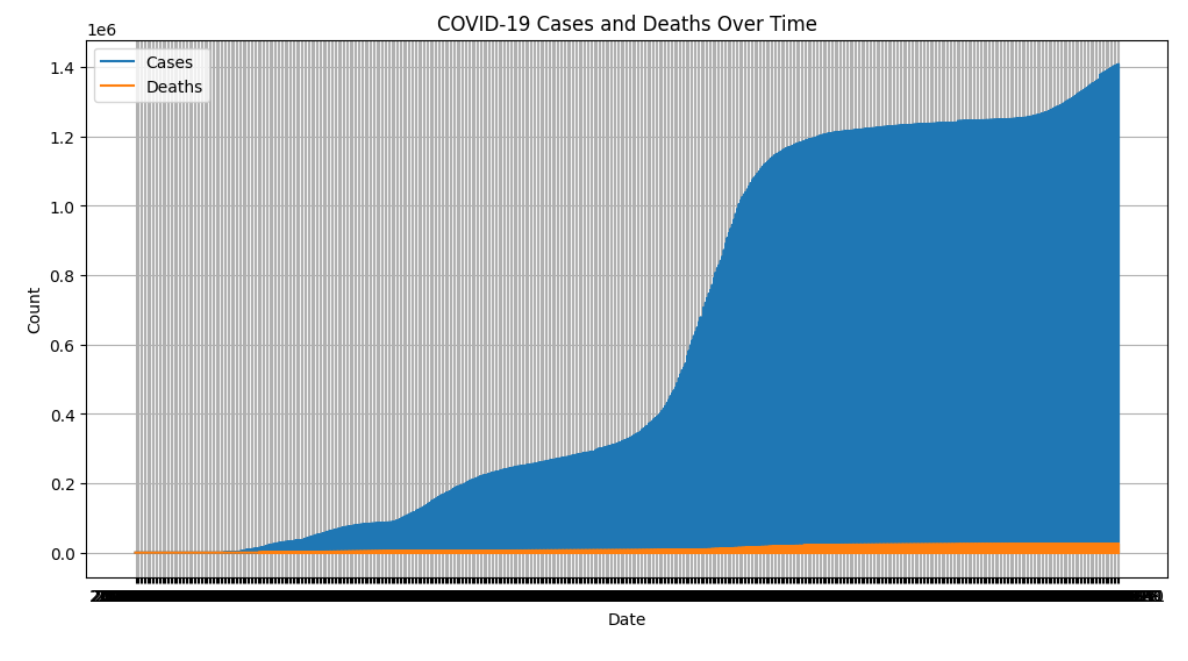 COVID-19 Cases and Deaths Over Time
1e6
Cases
Deaths
1.4
1.2
1.0
0.8
0.6
0.4
0.2
0.0
Count
Date